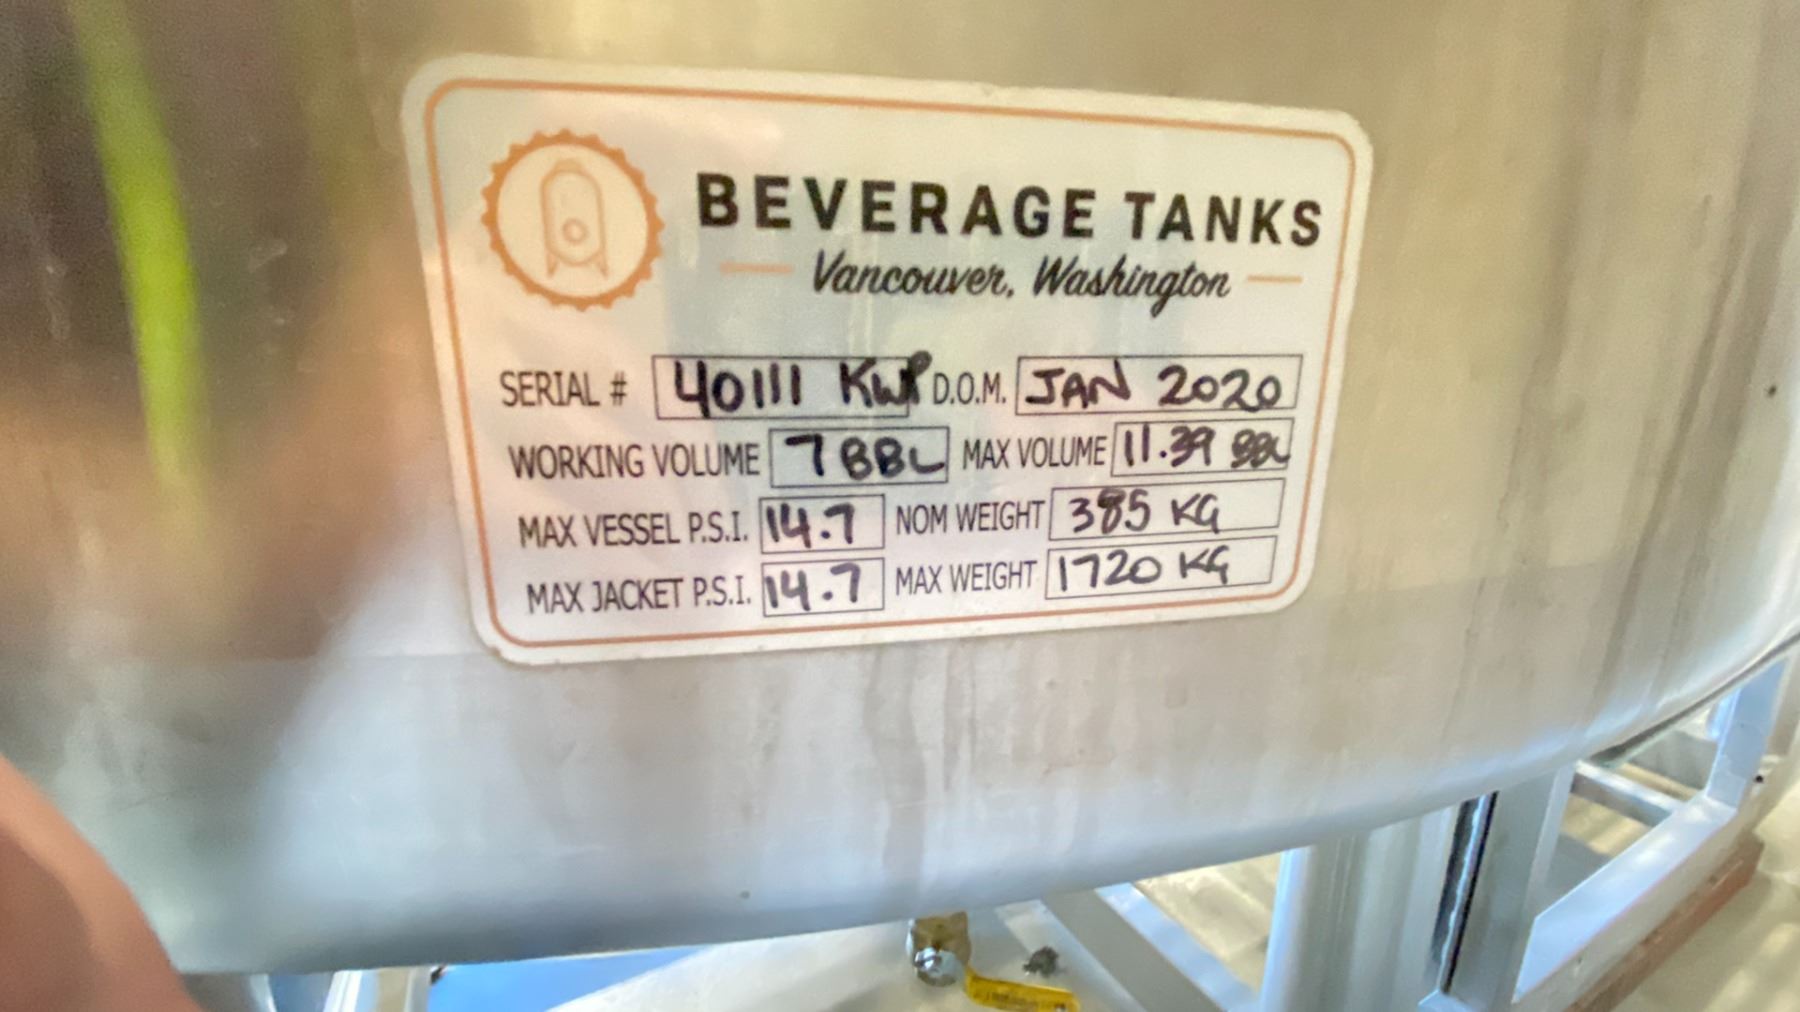 BEVERAGE TANKS
Vancouver, Washington
SERIAL # 40111 KWP D.O.M. JAN 2020
WORKING VOLUME 7 BBL MAX VOLUME 11.39 BBL
MAX VESSEL P.S.I. 14.7 NOM WEIGHT 385 KG
MAX JACKET P.S.I. 14.7 MAX WEIGHT 1720 KG